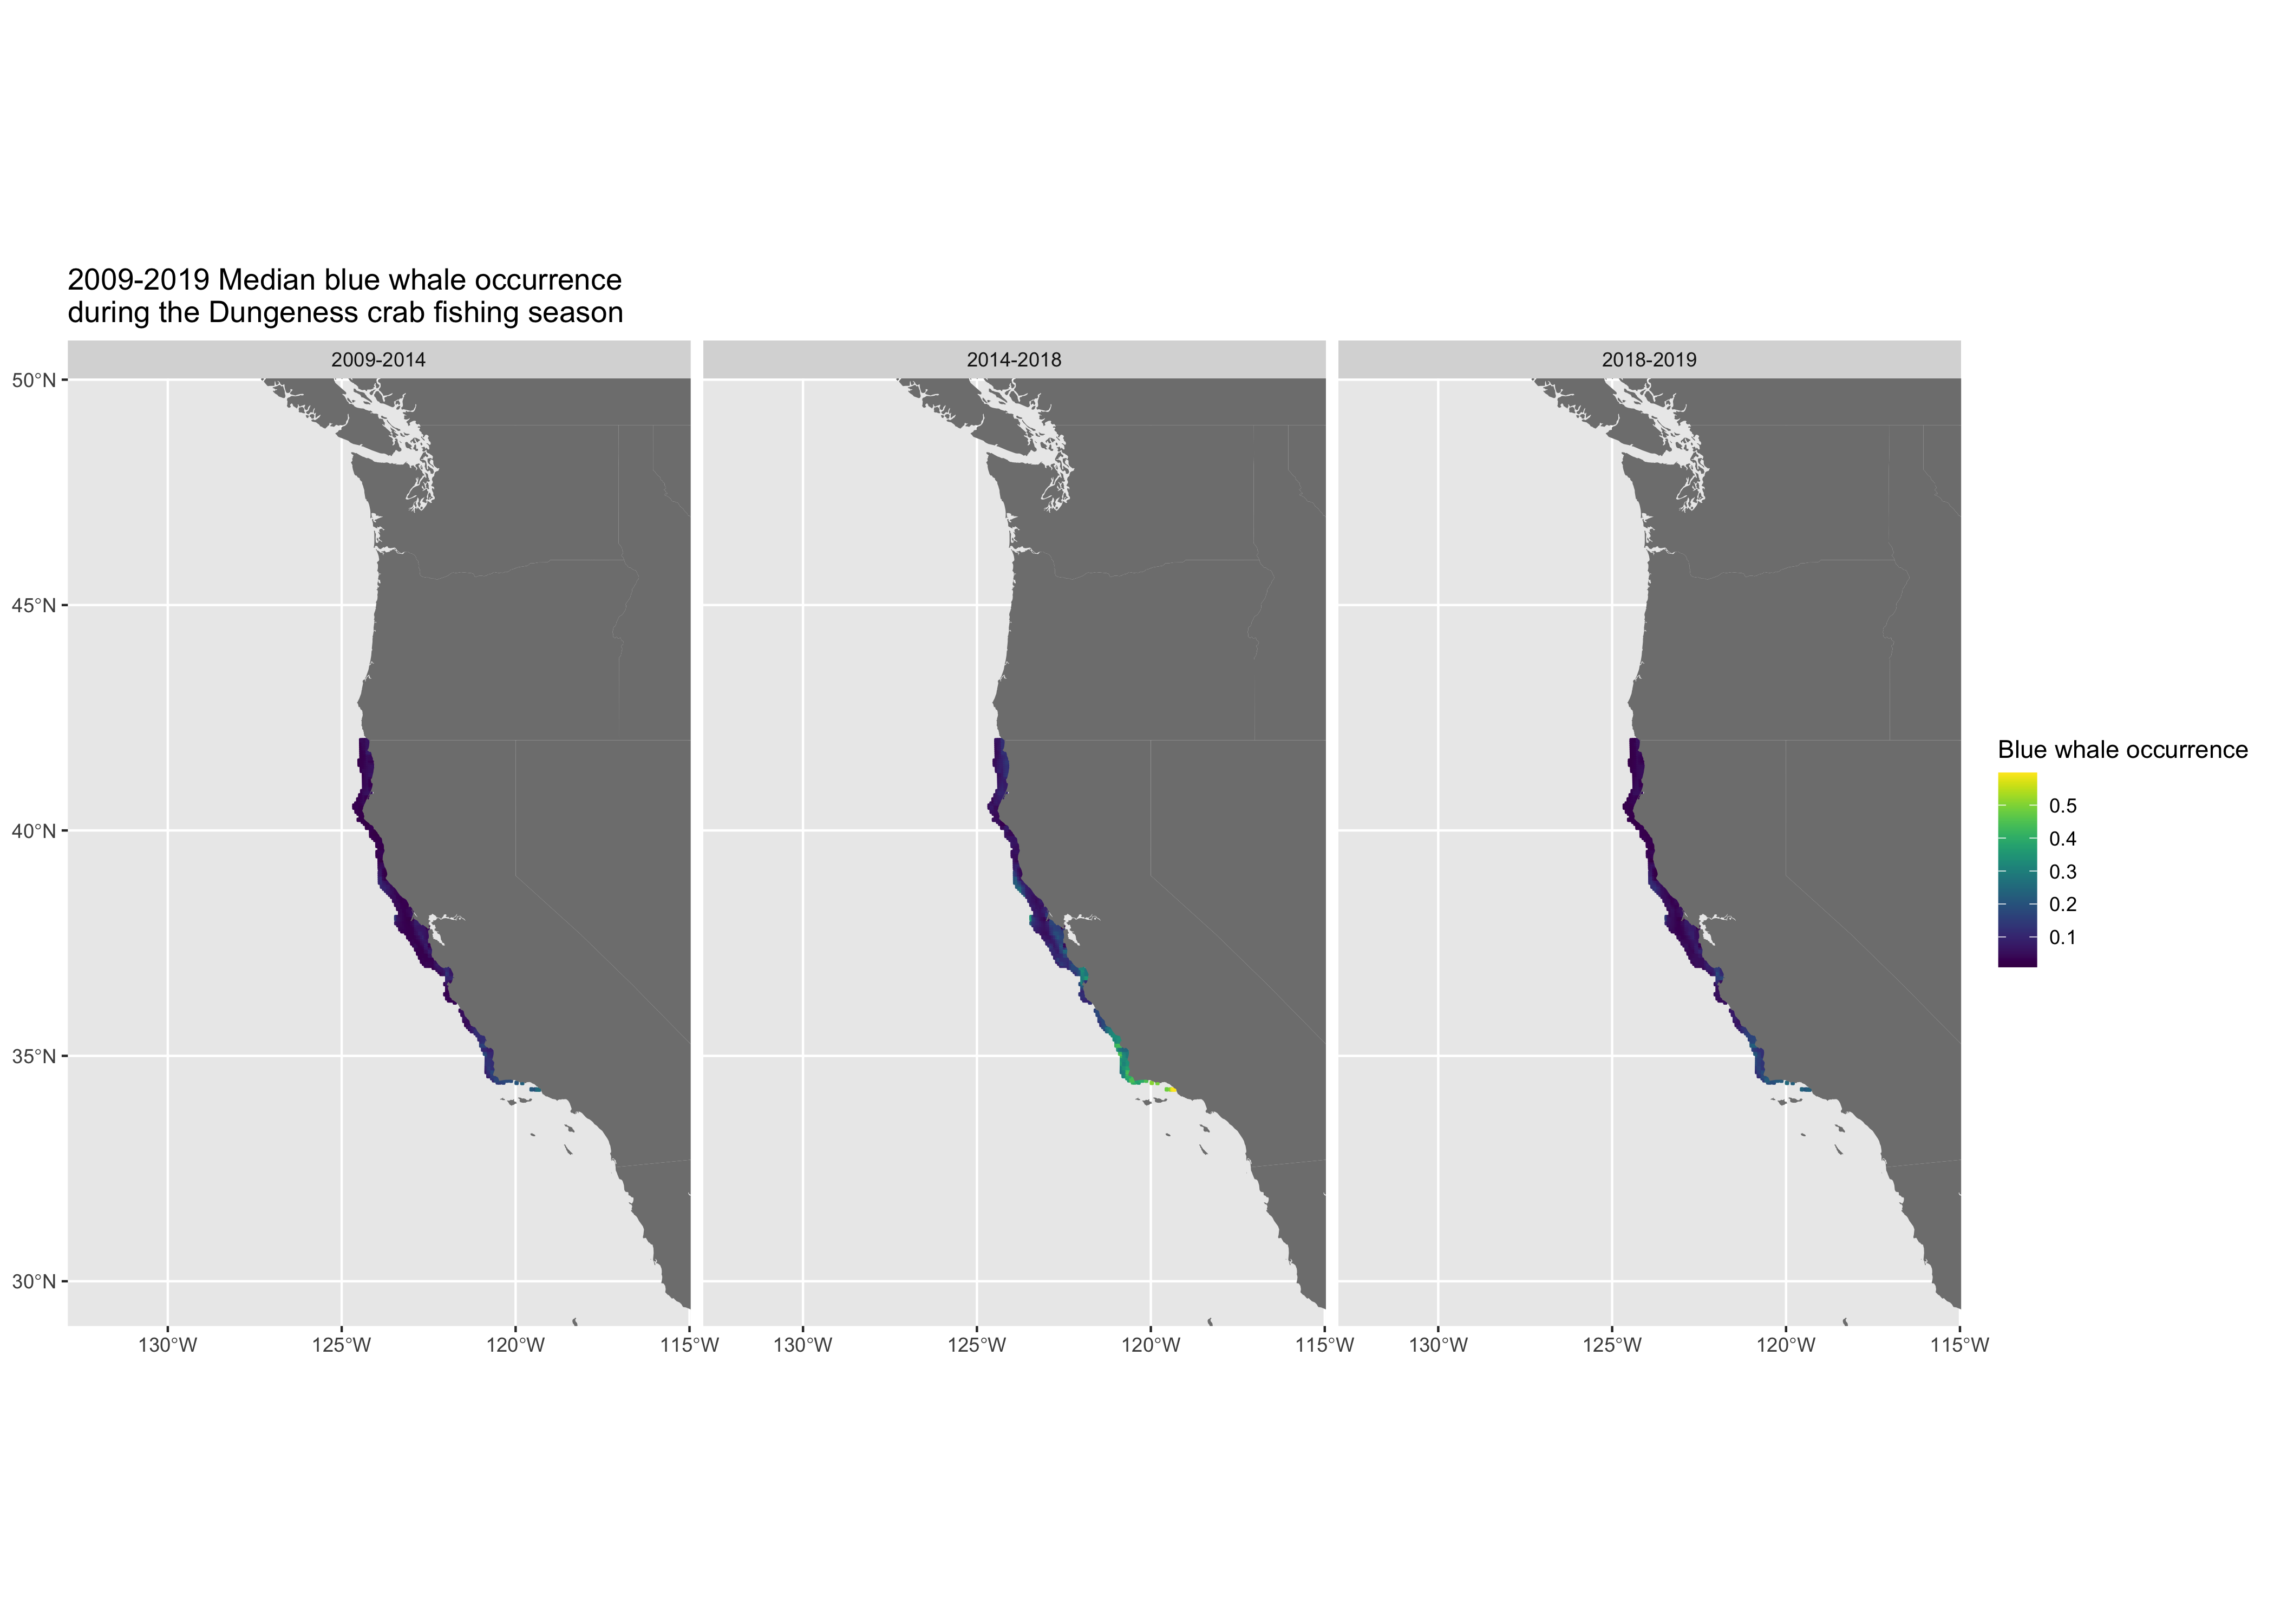 2009-2019 Median blue whale occurrence
during the Dungeness crab fishing season
2009-2014
2014-2018
2018-2019
50°N
45°N
40°N
35°N
30°N
130°W
125°W
120°W
115°W
130°W
125°W
120°W
115°W
130°W
125°W
120°W
115°W
Blue whale occurrence
0.5
0.4
0.3
0.2
0.1